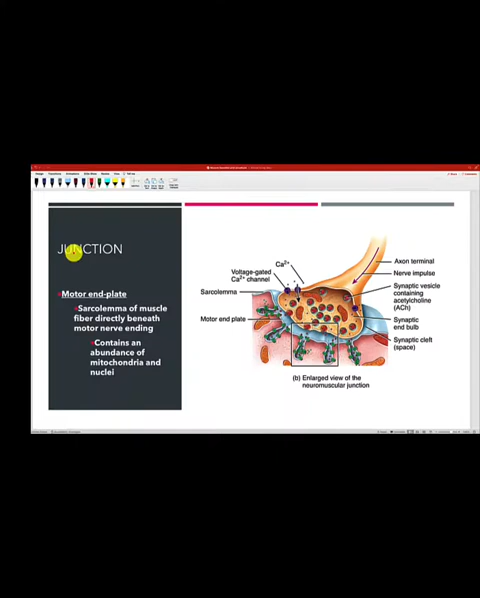 JUNCTION
Motor end-plate
Sarcolemma of muscle
fiber directly beneath
motor nerve ending
Contains an
abundance of
mitochondria and
nuclei
Ca2+
Voltage-gated
Ca2+ channel
Sarcolemma
Motor end plate
Axon terminal
Nerve impulse
Synaptic vesicle
containing
acetylcholine
(ACh)
Synaptic
end bulb
Synaptic cleft
(space)
(b) Enlarged view of the
neuromuscular junction